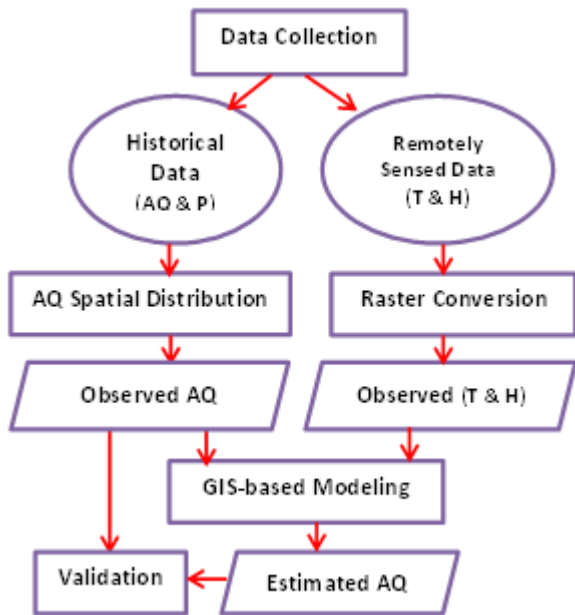 Data Collection
Historical
Data
(AQ & P)
Remotely
Sensed Data
(T & H)
AQ Spatial Distribution
Raster Conversion
Observed AQ
Observed (T & H)
GIS-based Modeling
Validation
Estimated AQ